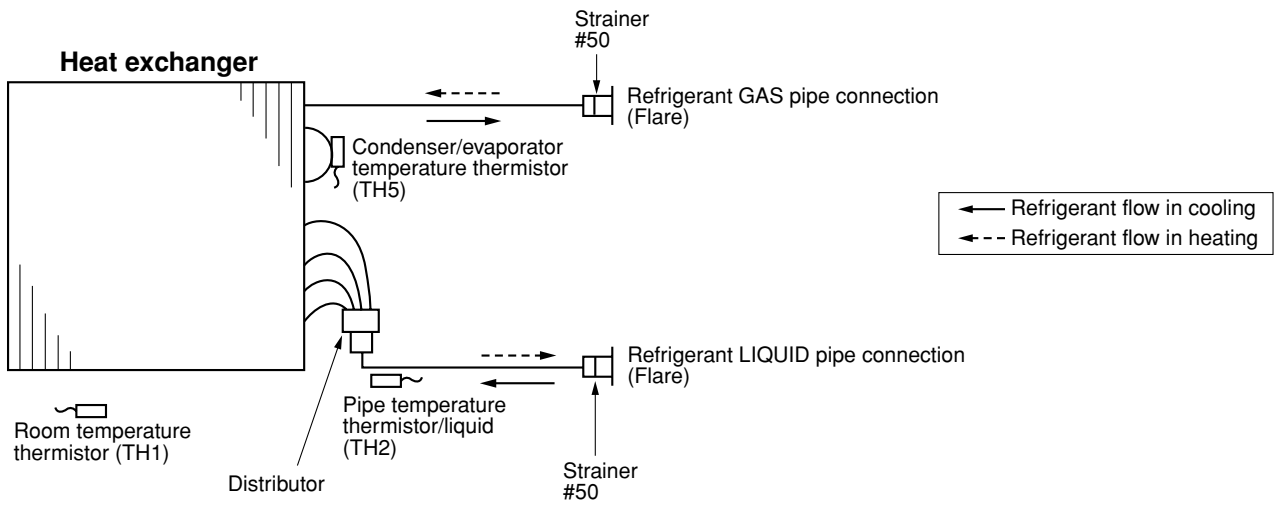 Strainer
#50
Heat exchanger
Refrigerant GAS pipe connection
(Flare)
Condenser/evaporator
temperature thermistor
(TH5)
Refrigerant flow in cooling
Refrigerant flow in heating
Refrigerant LIQUID pipe connection
(Flare)
Pipe temperature
thermistor/liquid
(TH2)
Room temperature
thermistor (TH1)
Distributor
Strainer
#50